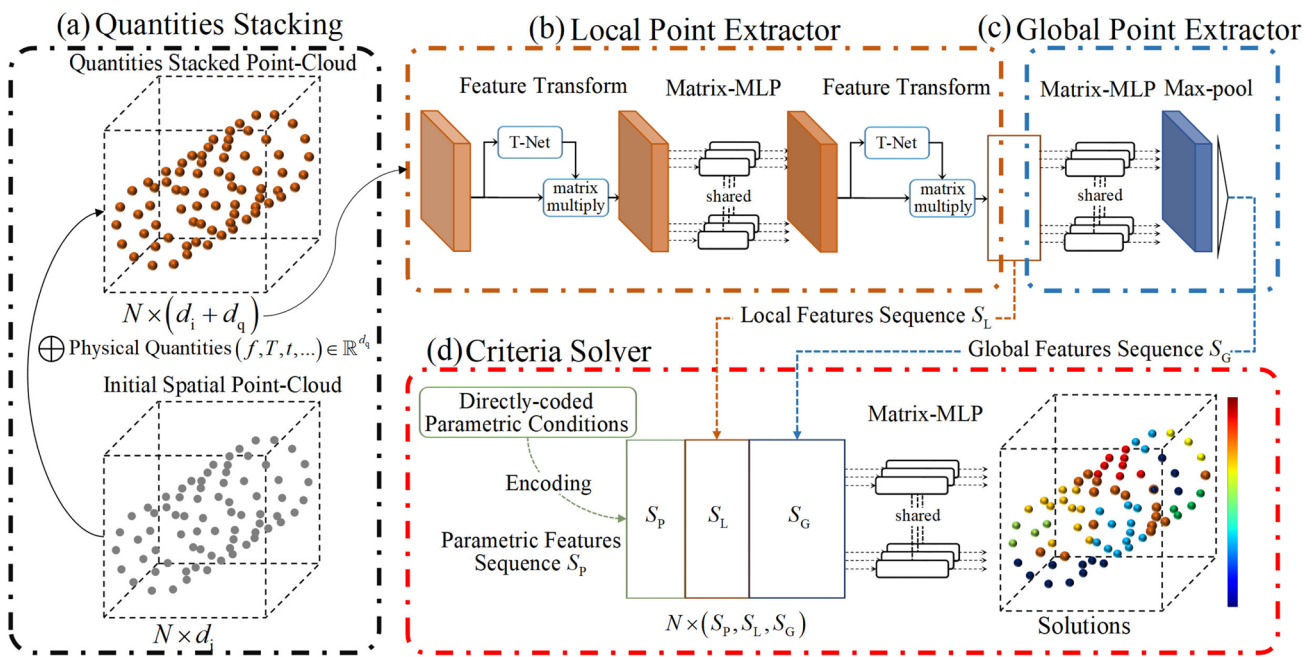 (a) Quantities Stacking
Quantities Stacked Point-Cloud
N × (d_i + d_q)
⊕ Physical Quantities (f, T, t, ...) ∈ ℝ^{d_q}
Initial Spatial Point-Cloud
N × d_i
(b) Local Point Extractor
Feature Transform
T-Net
matrix
multiply
Matrix-MLP
shared
Feature Transform
T-Net
matrix
multiply
(c) Global Point Extractor
Matrix-MLP
Max-pool
shared
Local Features Sequence S_L
Global Features Sequence S_G
(d) Criteria Solver
Directly-coded
Parametric Conditions
Encoding
Parametric Features
Sequence S_P
S_P
S_L
S_G
N × (S_P, S_L, S_G)
Matrix-MLP
shared
Solutions